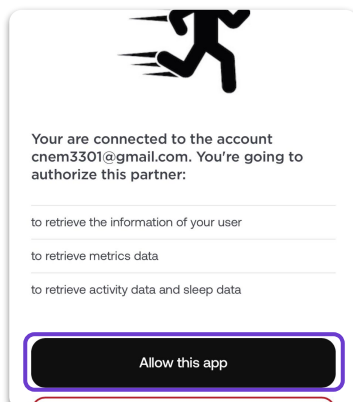 Your are connected to the account
cnem3301@gmail.com. You're going to
authorize this partner:
to retrieve the information of your user
to retrieve metrics data
to retrieve activity data and sleep data
Allow this app